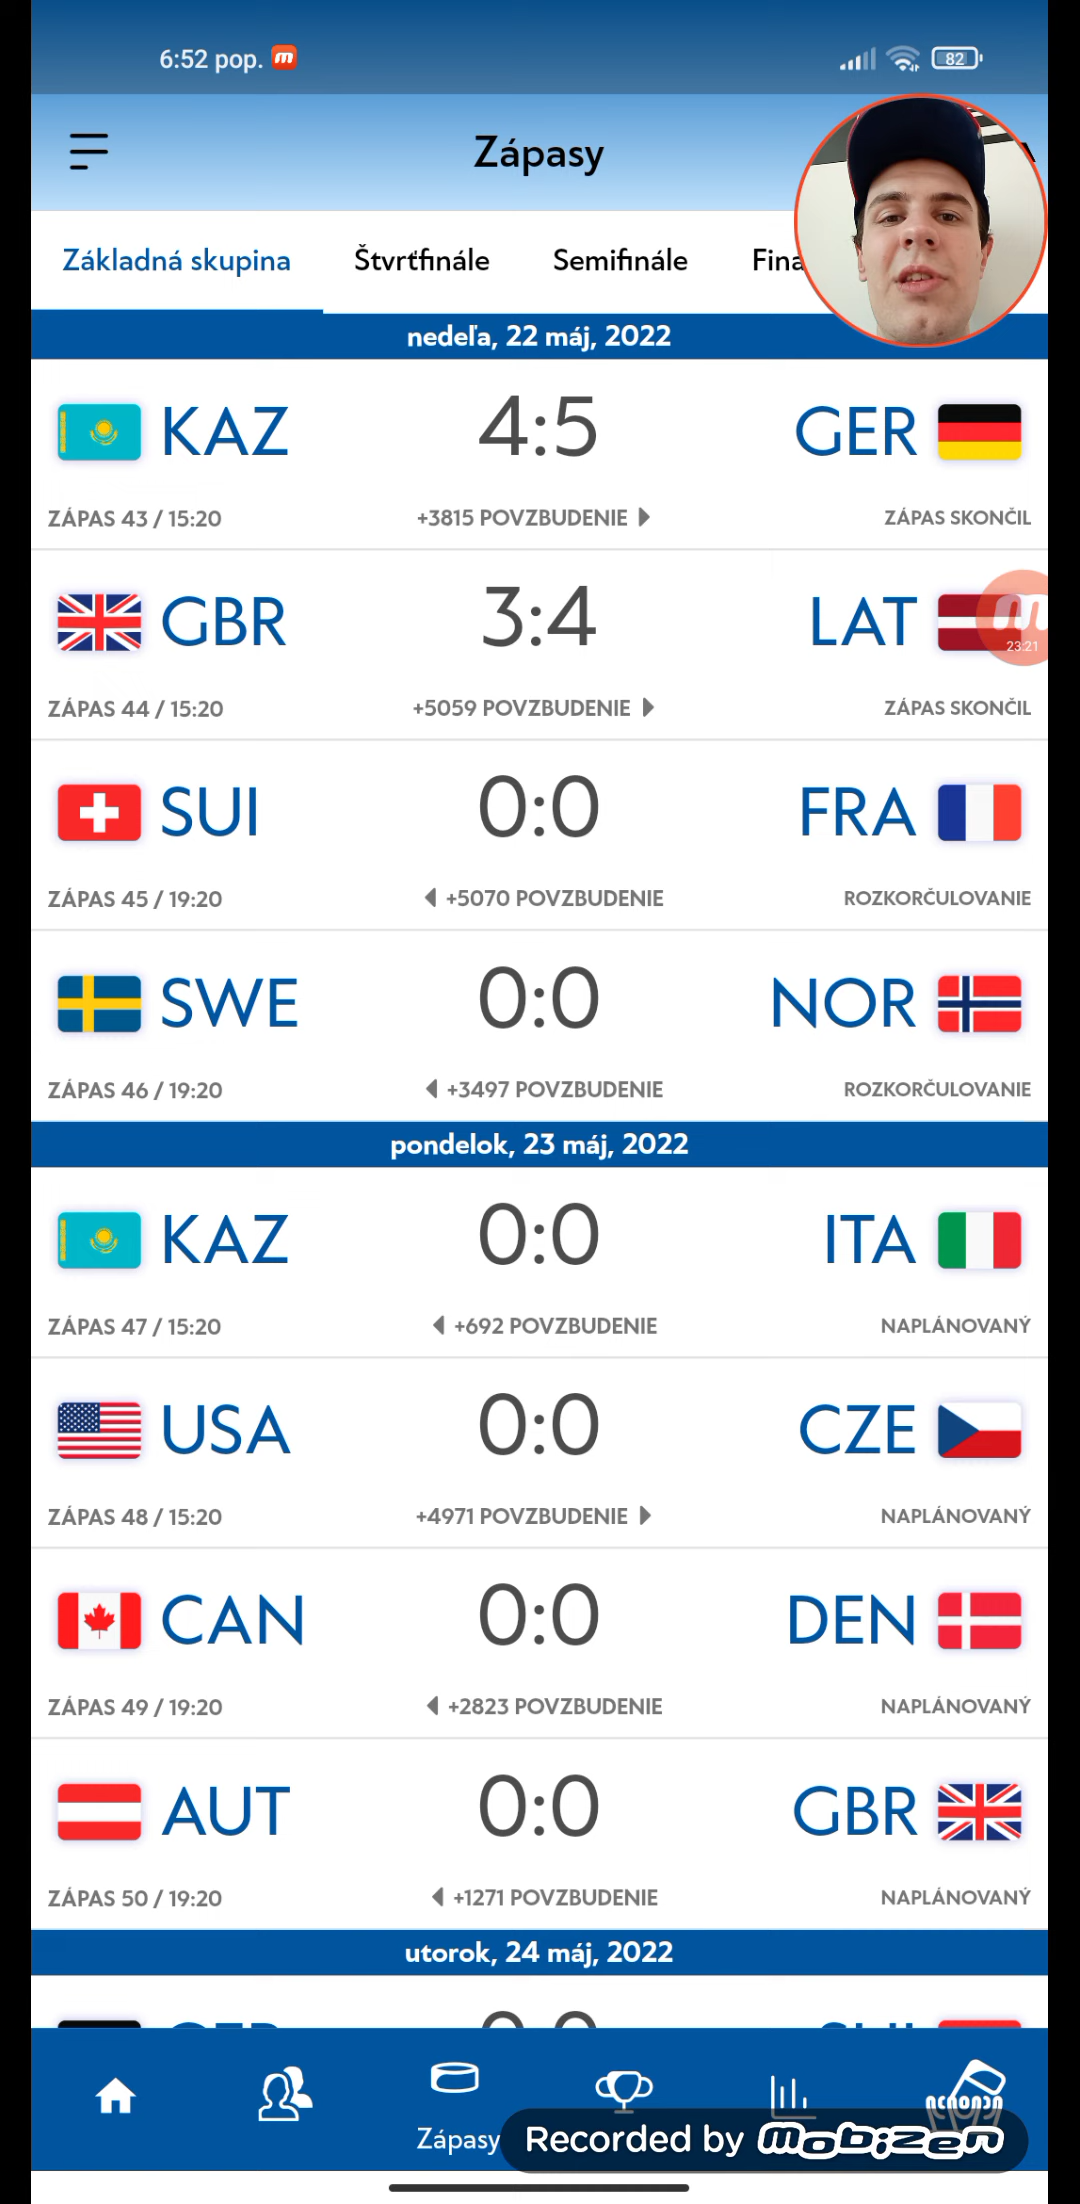 6:52 pop.
82
Zápasy
Základná skupina Štvrťfinále Semifinále
nedeľa, 22 máj, 2022
KAZ 4:5 GER
ZÁPAS 43 / 15:20 +3815 POVZBUDENIE ZÁPAS SKONČIL
GBR 3:4 LAT
23:21
ZÁPAS 44 / 15:20 +5059 POVZBUDENIE ZÁPAS SKONČIL
SUI 0:0 FRA
ZÁPAS 45 / 19:20 +5070 POVZBUDENIE ROZKORČULOVANIE
SWE 0:0 NOR
ZÁPAS 46 / 19:20 +3497 POVZBUDENIE ROZKORČULOVANIE
pondelok, 23 máj, 2022
KAZ 0:0 ITA
ZÁPAS 47 / 15:20 +692 POVZBUDENIE NAPLÁNOVANÝ
USA 0:0 CZE
ZÁPAS 48 / 15:20 +4971 POVZBUDENIE NAPLÁNOVANÝ
CAN 0:0 DEN
ZÁPAS 49 / 19:20 +2823 POVZBUDENIE NAPLÁNOVANÝ
AUT 0:0 GBR
ZÁPAS 50 / 19:20 +1271 POVZBUDENIE NAPLÁNOVANÝ
utorok, 24 máj, 2022
Zápasy
Recorded by Mobizen